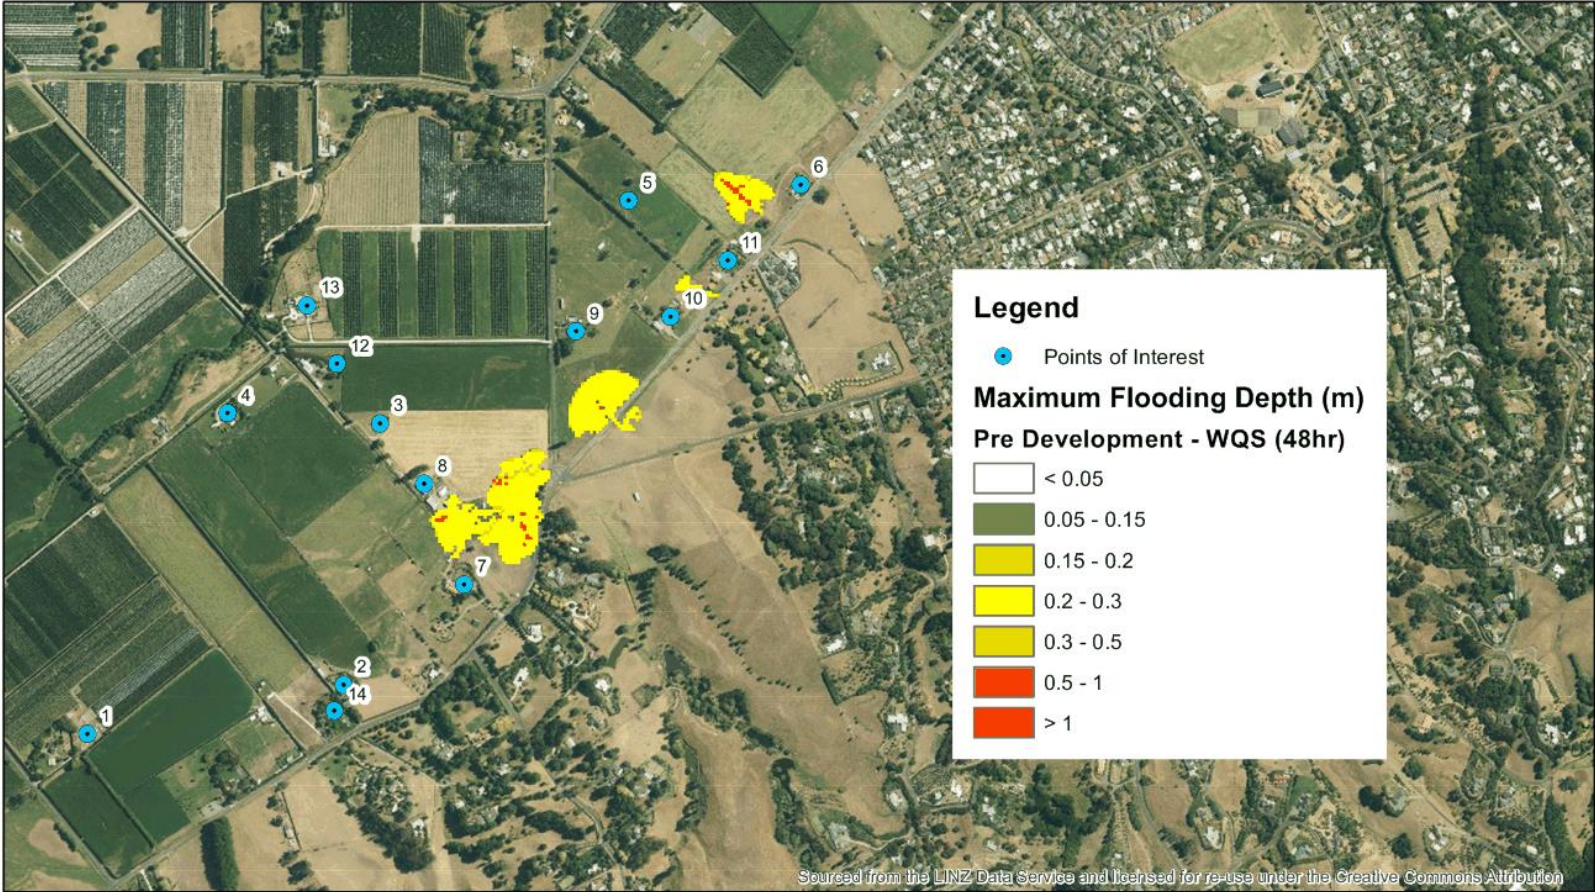 6
5
11
13
10
9
12
4
3
8
7
2
14
1
Legend
Points of Interest
Maximum Flooding Depth (m)
Pre Development - WQS (48hr)
< 0.05
0.05 - 0.15
0.15 - 0.2
0.2 - 0.3
0.3 - 0.5
0.5 - 1
> 1
Sourced from the LINZ Data Service and licensed for re-use under the Creative Commons Attribution